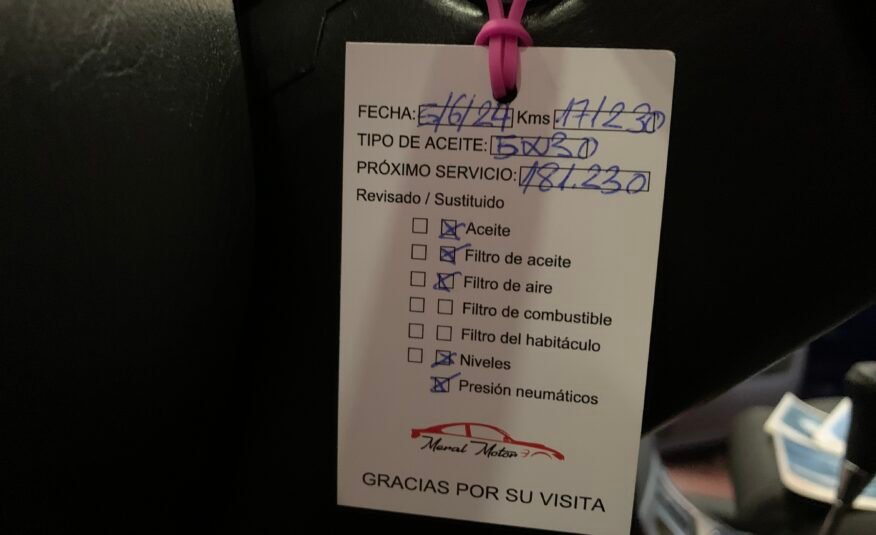 FECHA: 5/6/24 Kms 171230
TIPO DE ACEITE: 5W30
PRÓXIMO SERVICIO: 181.230
Revisado / Sustituido
Aceite
Filtro de aceite
Filtro de aire
Filtro de combustible
Filtro del habitáculo
Niveles
Presión neumáticos
Meral Motor
GRACIAS POR SU VISITA